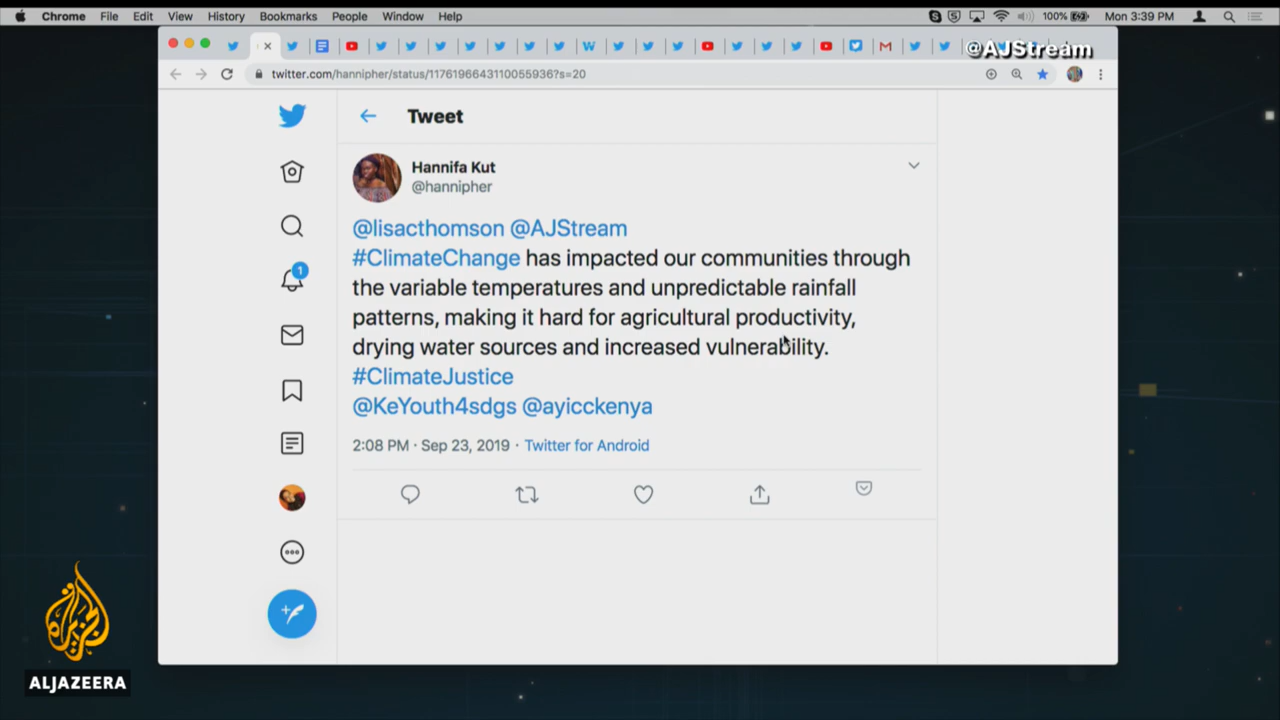 Chrome File Edit View History Bookmarks People Window Help
100% Mon 3:39 PM
@AJStream
twitter.com/hannipher/status/1176196643110055936?s=20
Tweet
Hannifa Kut
@hannipher
@lisacthomson @AJStream
#ClimateChange has impacted our communities through
the variable temperatures and unpredictable rainfall
patterns, making it hard for agricultural productivity,
drying water sources and increased vulnerability.
#ClimateJustice
@KeYouth4sdgs @ayicckenya
2:08 PM · Sep 23, 2019 · Twitter for Android
1
ALJAZEERA